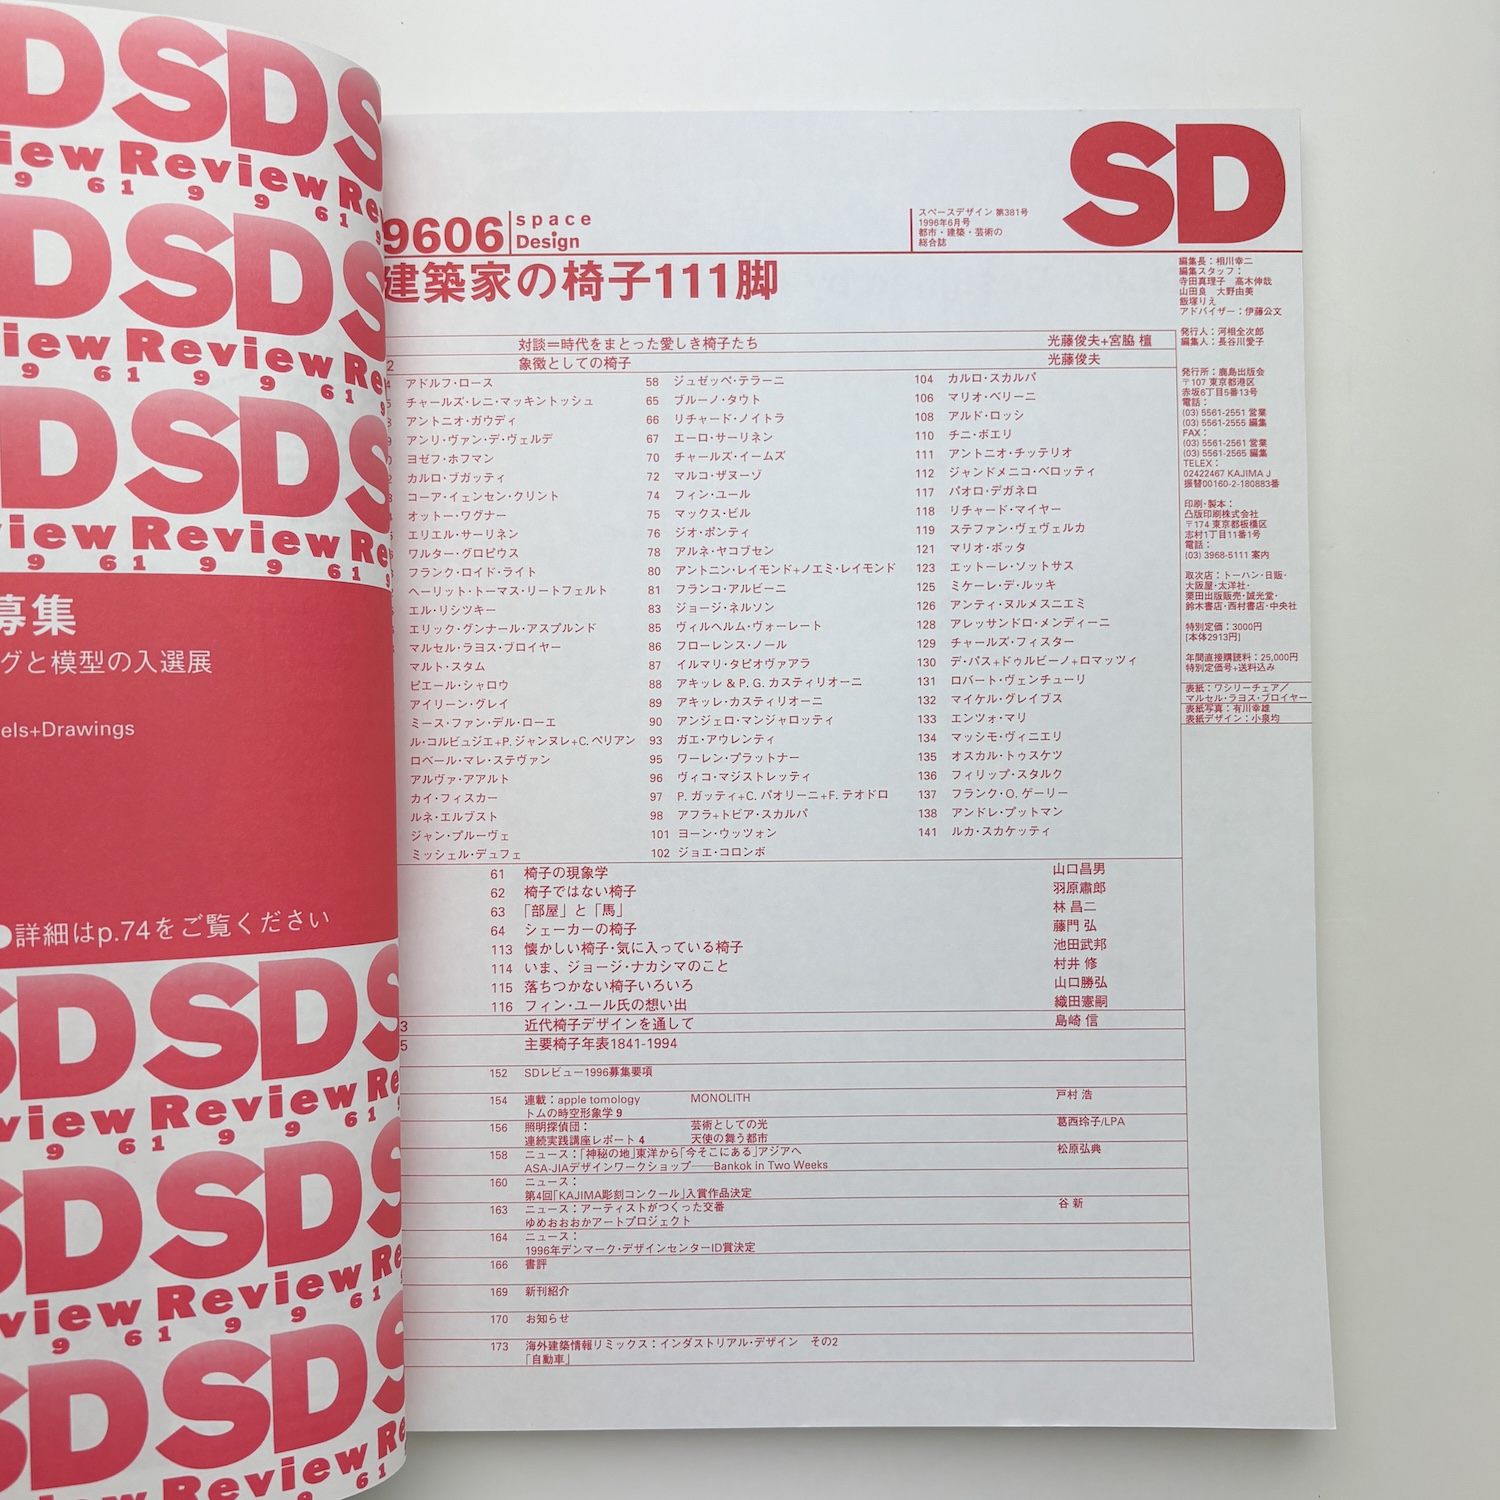 SD SD
Review Review
9 6 1 9 9 6 1
SD SD
Review Review
9 6 1 9 9 6 1
SD SD
Review Review
9 6 1 9 9 6 1
募集
グと模型の入選展
els+Drawings
●詳細はp.74をご覧ください
SD SD
Review Review
9 6 1 9 9 6 1
SD SD
Review Review
9 6 1 9 9 6 1
SD SD
Review Review
9606
space
Design
スペースデザイン 第381号
1996年6月号
都市・建築・芸術の
総合誌
SD
建築家の椅子111脚
対談=時代をまとった愛しき椅子たち 光藤俊夫+宮脇 檀
象徴としての椅子 光藤俊夫
アドルフ・ロース
チャールズ・レニ・マッキントッシュ
アントニオ・ガウディ
アンリ・ヴァン・デ・ヴェルデ
ヨゼフ・ホフマン
カルロ・ブガッティ
コーア・イェンセン・クリント
オットー・ワグナー
エリエル・サーリネン
ワルター・グロピウス
フランク・ロイド・ライト
ヘーリット・トーマス・リートフェルト
エル・リシツキー
エリック・グンナール・アスプルンド
マルセル・ラヨス・ブロイヤー
マルト・スタム
ピエール・シャロウ
アイリーン・グレイ
ミース・ファン・デル・ローエ
ル・コルビュジエ+P. ジャンヌレ+C. ペリアン
ロベール・マレ・ステヴァン
アルヴァ・アアルト
カイ・フィスカー
ルネ・エルブスト
ジャン・プルーヴェ
ミッシェル・デュフェ
58 ジュゼッペ・テラーニ
65 ブルーノ・タウト
66 リチャード・ノイトラ
67 エーロ・サーリネン
70 チャールズ・イームズ
72 マルコ・ザヌーゾ
74 フィン・ユール
75 マックス・ビル
76 ジオ・ポンティ
78 アルネ・ヤコブセン
80 アントニン・レイモンド+ノエミ・レイモンド
81 フランコ・アルビーニ
83 ジョージ・ネルソン
85 ヴィルヘルム・ヴォーレート
86 フローレンス・ノール
87 イルマリ・タピオヴァアラ
88 アキッレ & P. G. カスティリオーニ
89 アキッレ・カスティリオーニ
90 アンジェロ・マンジャロッティ
93 ガエ・アウレンティ
95 ワーレン・プラットナー
96 ヴィコ・マジストレッティ
97 P. ガッティ+C. パオリーニ+F. テオドロ
98 アフラ+トビア・スカルパ
101 ヨーン・ウッツォン
102 ジョエ・コロンボ
104 カルロ・スカルパ
106 マリオ・ベリーニ
108 アルド・ロッシ
110 チニ・ボエリ
111 アントニオ・チッテリオ
112 ジャンドメニコ・ベロッティ
117 パオロ・デガネロ
118 リチャード・マイヤー
119 ステファン・ヴェヴェルカ
121 マリオ・ボッタ
123 エットーレ・ソットサス
125 ミケーレ・デ・ルッキ
126 アンティ・ヌルメスニエミ
128 アレッサンドロ・メンディーニ
129 チャールズ・フィスター
130 デ・パス+ドゥルビーノ+ロマッツィ
131 ロバート・ヴェンチューリ
132 マイケル・グレイブス
133 エンツォ・マリ
134 マッシモ・ヴィニエリ
135 オスカル・トゥスケツ
136 フィリップ・スタルク
137 フランク・O. ゲーリー
138 アンドレ・プットマン
141 ルカ・スカケッティ
61 椅子の現象学 山口昌男
62 椅子ではない椅子 羽原肅郎
63 「部屋」と「馬」 林 昌二
64 シェーカーの椅子 藤門 弘
113 懐かしい椅子・気に入っている椅子 池田武邦
114 いま、ジョージ・ナカシマのこと 村井 修
115 落ちつかない椅子いろいろ 山口勝弘
116 フィン・ユール氏の想い出 織田憲嗣
近代椅子デザインを通して 島崎 信
主要椅子年表1841-1994
152 SDレビュー1996募集要項
154 連載：apple tomology MONOLITH 戸村 浩
トムの時空形象学 9
156 照明探偵団： 芸術としての光 葛西玲子/LPA
連続実践講座レポート 4 天使の舞う都市
158 ニュース：「神秘の地」東洋から「今そこにある」アジアへ 松原弘典
ASA-JIAデザインワークショップ——Bankok in Two Weeks
160 ニュース：
第4回「KAJIMA彫刻コンクール」入賞作品決定
163 ニュース：アーティストがつくった交番 谷 新
ゆめおおおかアートプロジェクト
164 ニュース：
1996年デンマーク・デザインセンターID賞決定
166 書評
169 新刊紹介
170 お知らせ
173 海外建築情報リミックス：インダストリアル・デザイン その2
「自動車」
編集長：相川幸二
編集スタッフ：
寺田真理子 高木伸哉
山田良 大野由美
飯塚りえ
アドバイザー：伊藤公文
発行人：河相全次郎
編集人：長谷川愛子
発行所：鹿島出版会
〒107 東京都港区
赤坂6丁目5番13号
電話：
(03) 5561-2551 営業
(03) 5561-2555 編集
FAX：
(03) 5561-2561 営業
(03) 5561-2565 編集
TELEX：
02422467 KAJIMA J
振替00160-2-180883番
印刷・製本：
凸版印刷株式会社
〒174 東京都板橋区
志村1丁目11番1号
電話：
(03) 3968-5111 案内
取次店：トーハン・日販・
大阪屋・太洋社・
栗田出版販売・誠光堂・
鈴木書店・西村書店・中央社
特別定価：3000円
[本体2913円]
年間直接購読料：25,000円
特別定価号+送料込み
表紙：ワシリーチェア/
マルセル・ラヨス・ブロイヤー
表紙写真：有川幸雄
表紙デザイン：小泉均